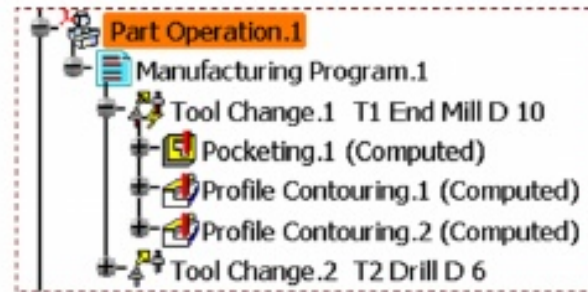 Part Operation.1
Manufacturing Program.1
Tool Change.1 T1 End Mill D 10
Pocketing.1 (Computed)
Profile Contouring.1 (Computed)
Profile Contouring.2 (Computed)
Tool Change.2 T2 Drill D 6